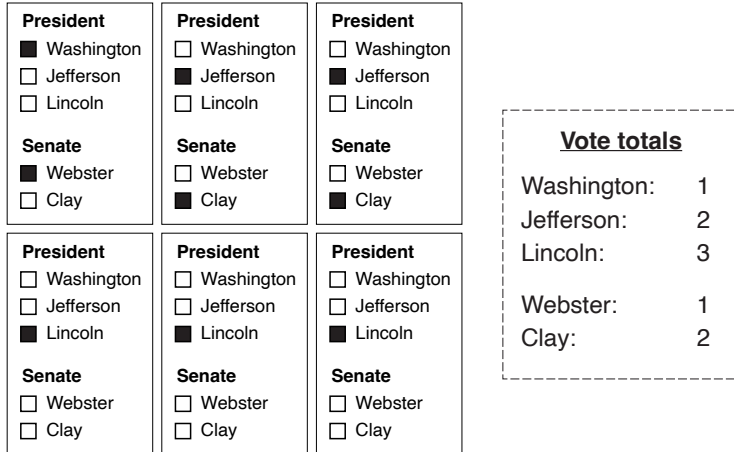 President
Washington
Jefferson
Lincoln
Senate
Webster
Clay
President
Washington
Jefferson
Lincoln
Senate
Webster
Clay
President
Washington
Jefferson
Lincoln
Senate
Webster
Clay
President
Washington
Jefferson
Lincoln
Senate
Webster
Clay
President
Washington
Jefferson
Lincoln
Senate
Webster
Clay
President
Washington
Jefferson
Lincoln
Senate
Webster
Clay
Vote totals
Washington: 1
Jefferson: 2
Lincoln: 3
Webster: 1
Clay: 2